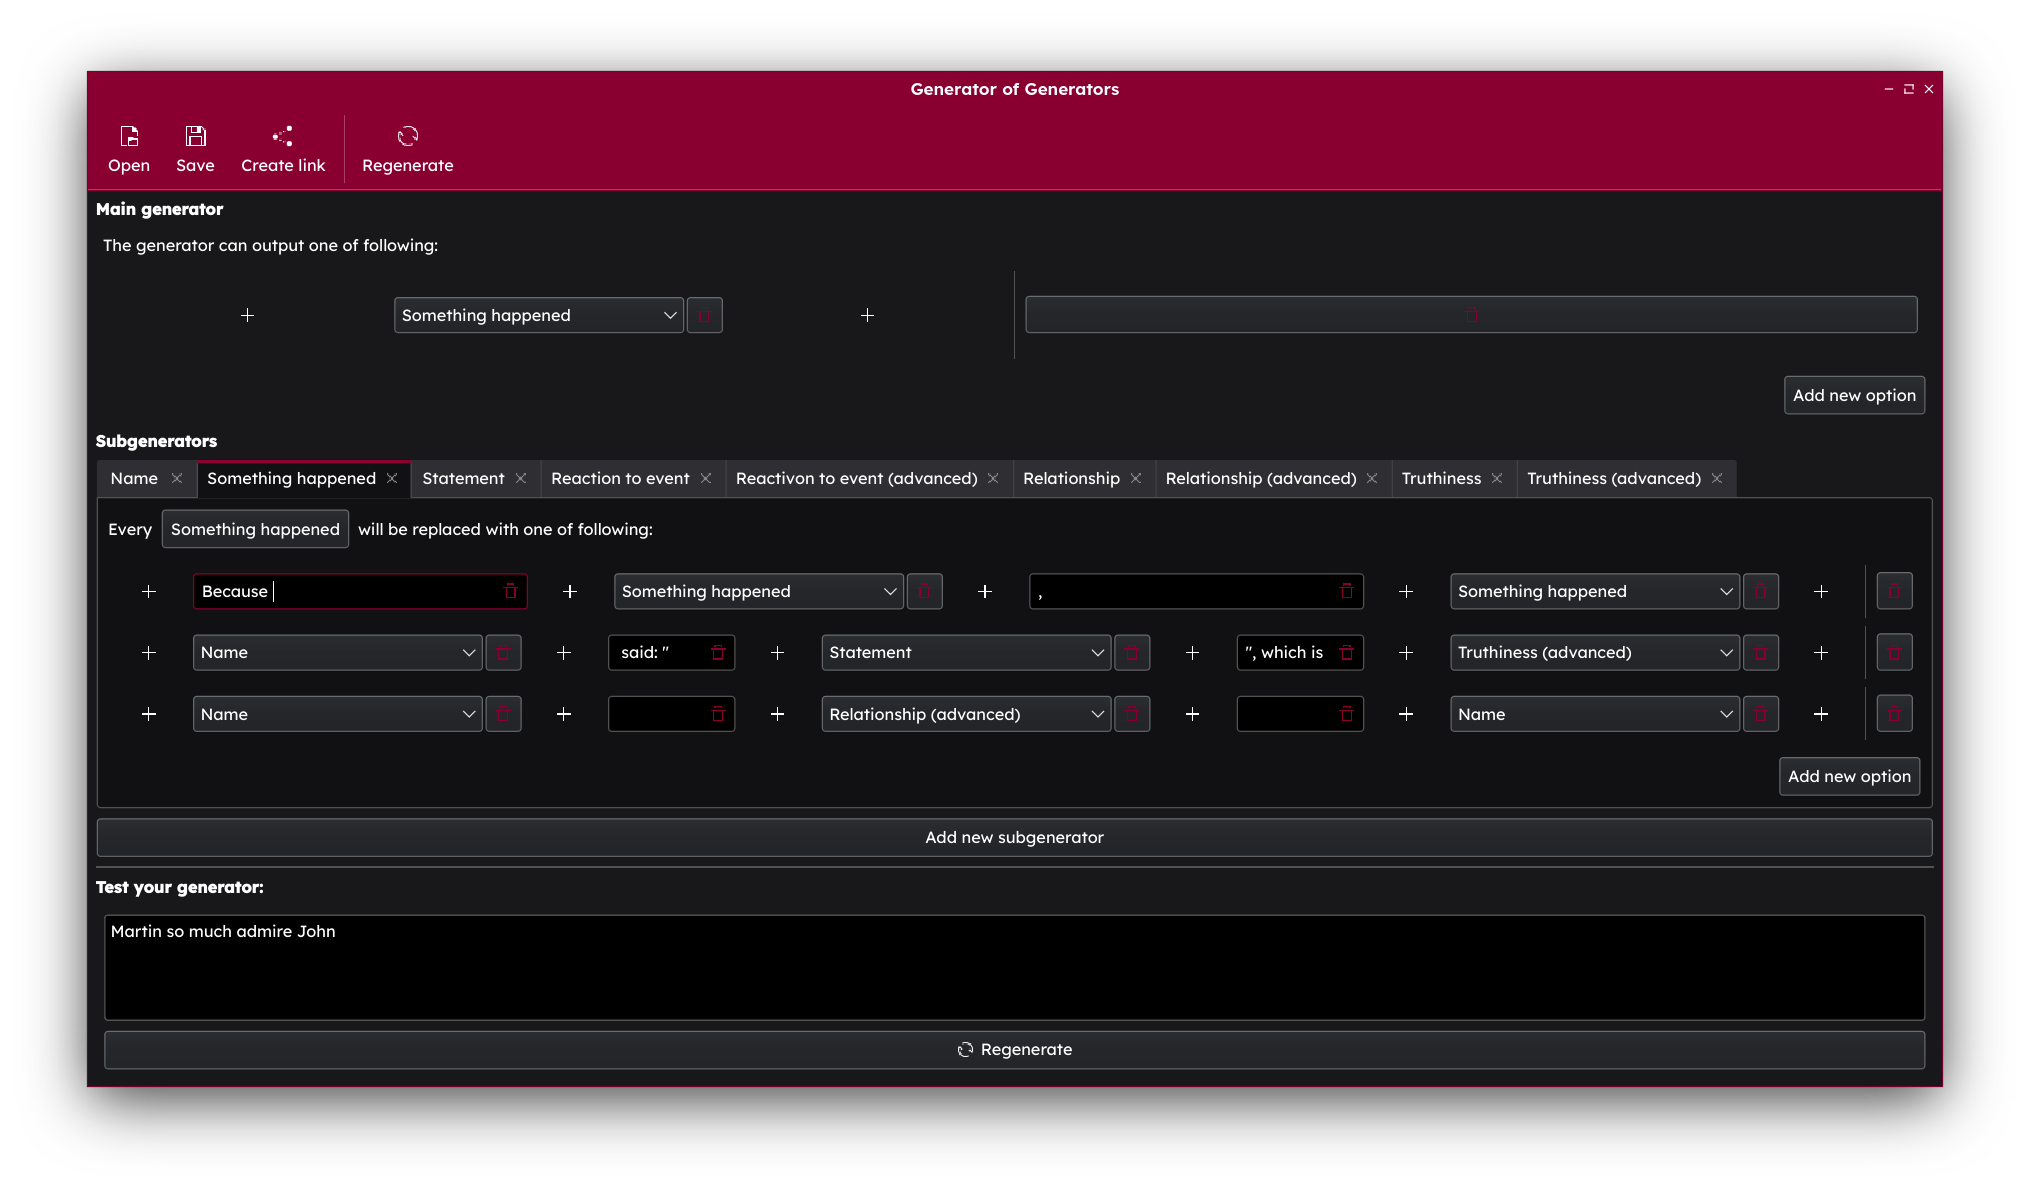 Generator of Generators
Open Save Create link Regenerate
Main generator
The generator can output one of following:
Something happened
Add new option
Subgenerators
Name Something happened Statement Reaction to event Reactivon to event (advanced) Relationship Relationship (advanced) Truthiness Truthiness (advanced)
Every Something happened will be replaced with one of following:
Because Something happened , Something happened
Name said: " Statement ", which is Truthiness (advanced)
Name Relationship (advanced) Name
Add new option
Add new subgenerator
Test your generator:
Martin so much admire John
Regenerate